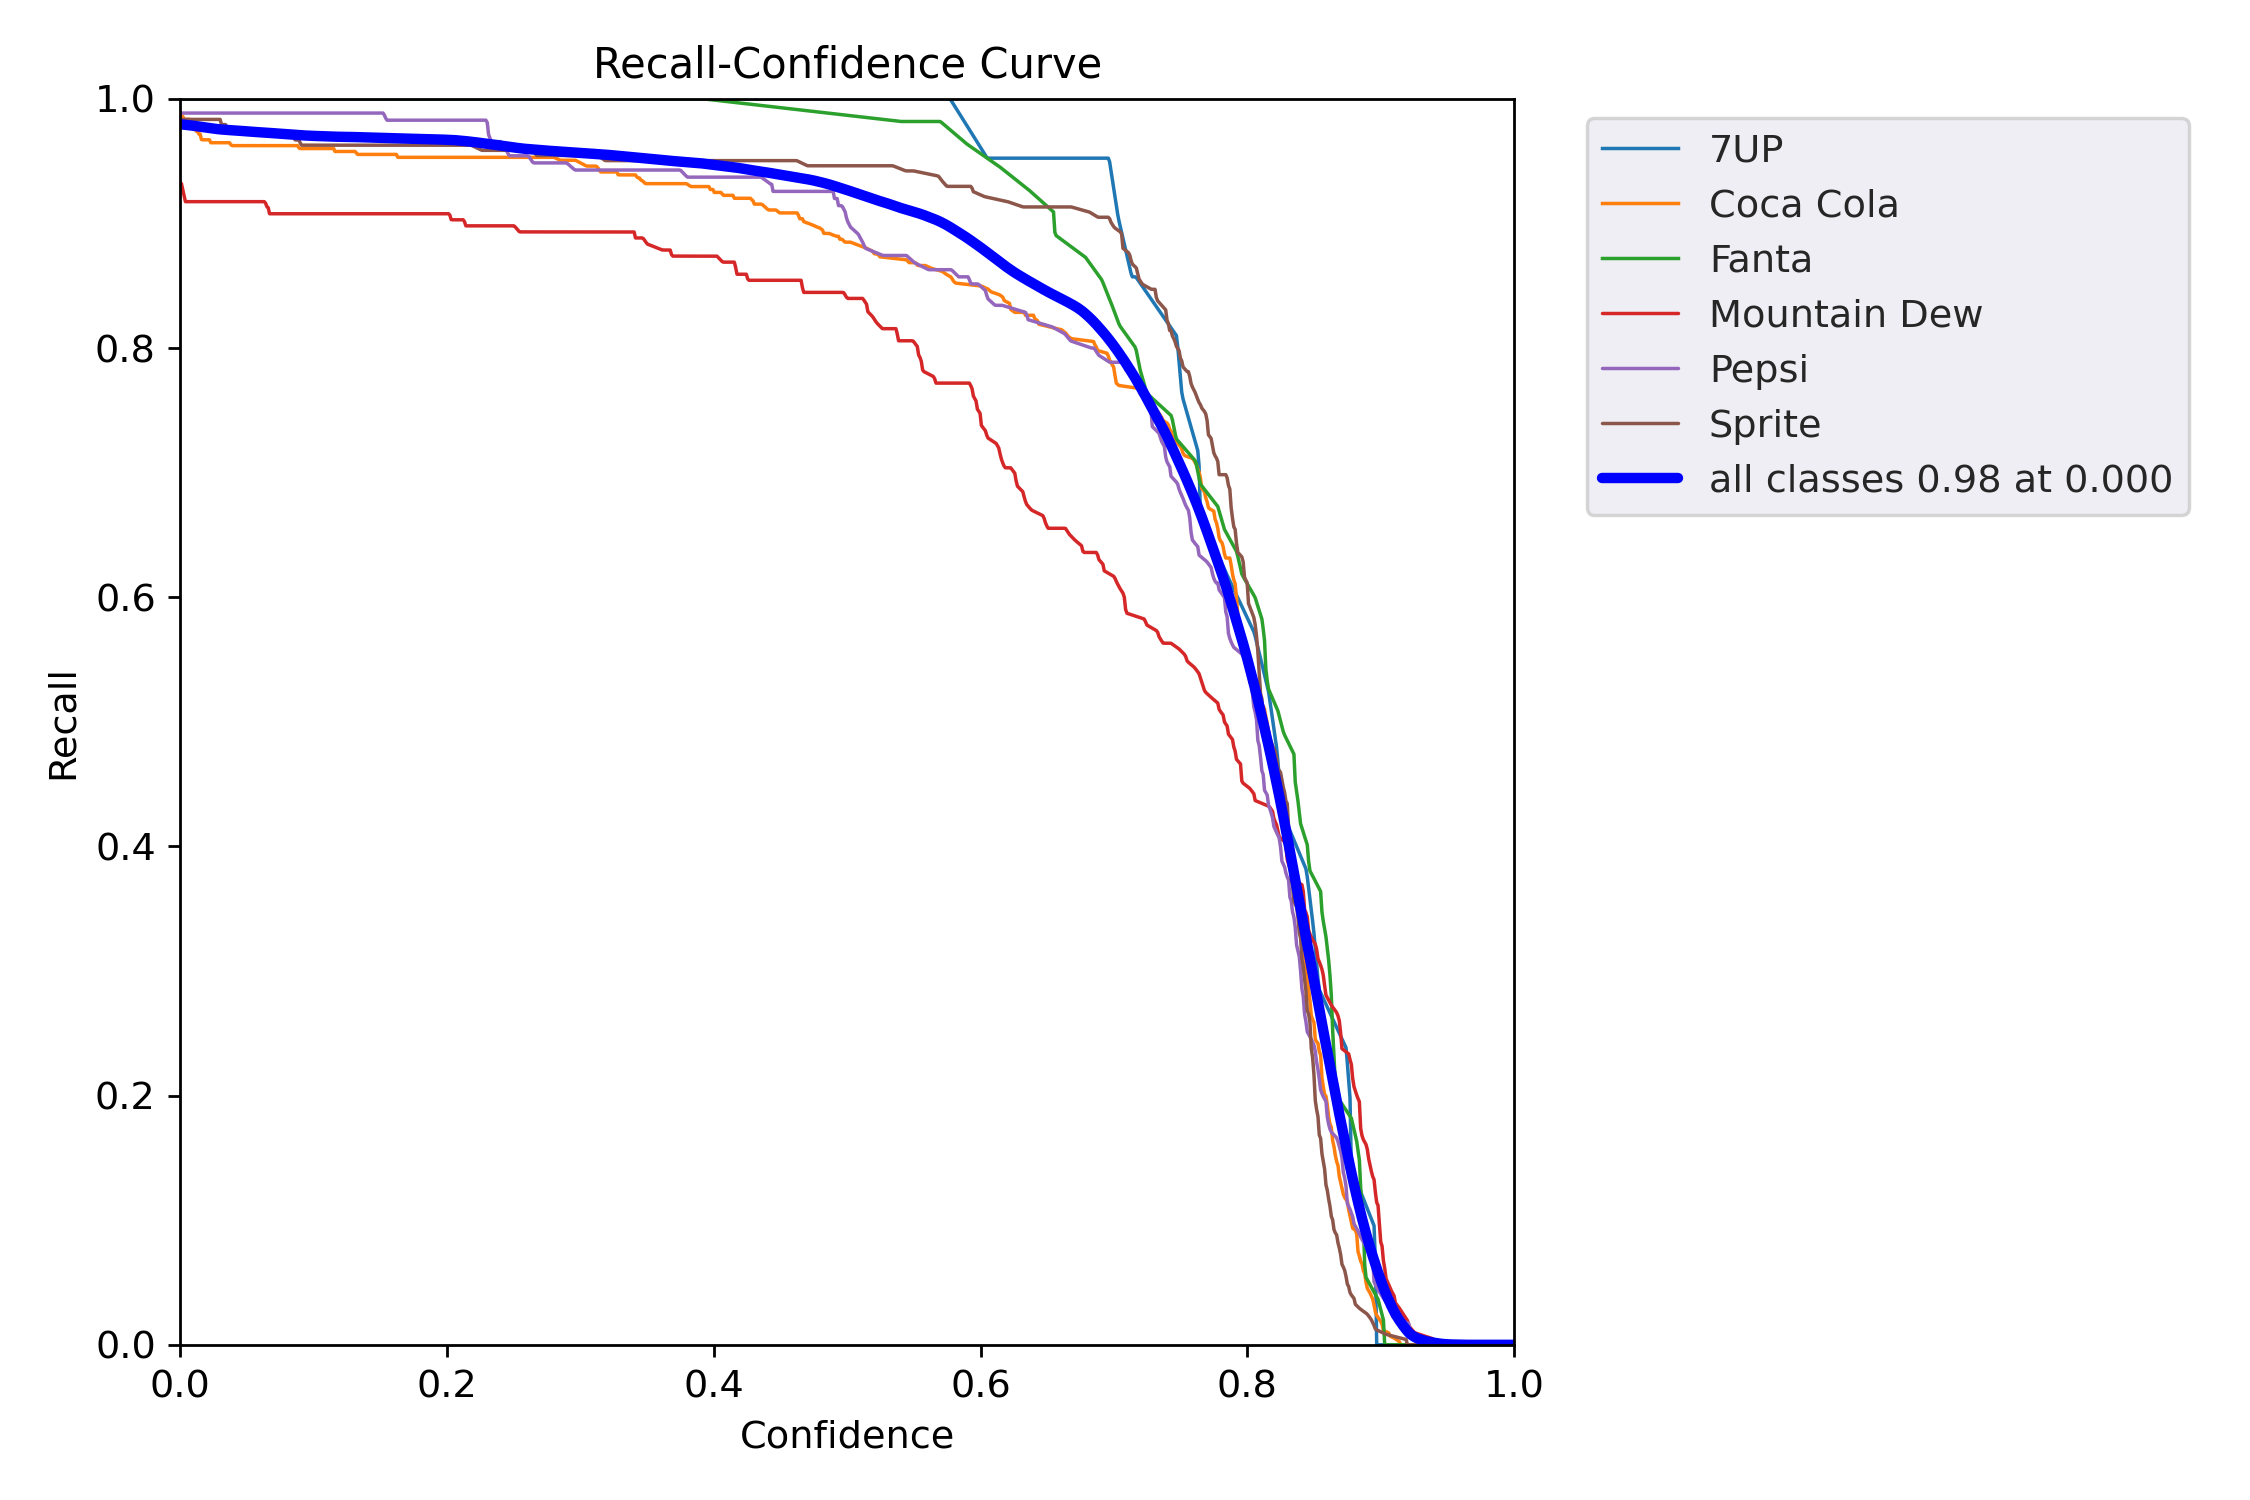 Recall-Confidence Curve
1.0
0.8
0.6
0.4
0.2
0.0
Recall
0.0 0.2 0.4 0.6 0.8 1.0
Confidence
7UP
Coca Cola
Fanta
Mountain Dew
Pepsi
Sprite
all classes 0.98 at 0.000